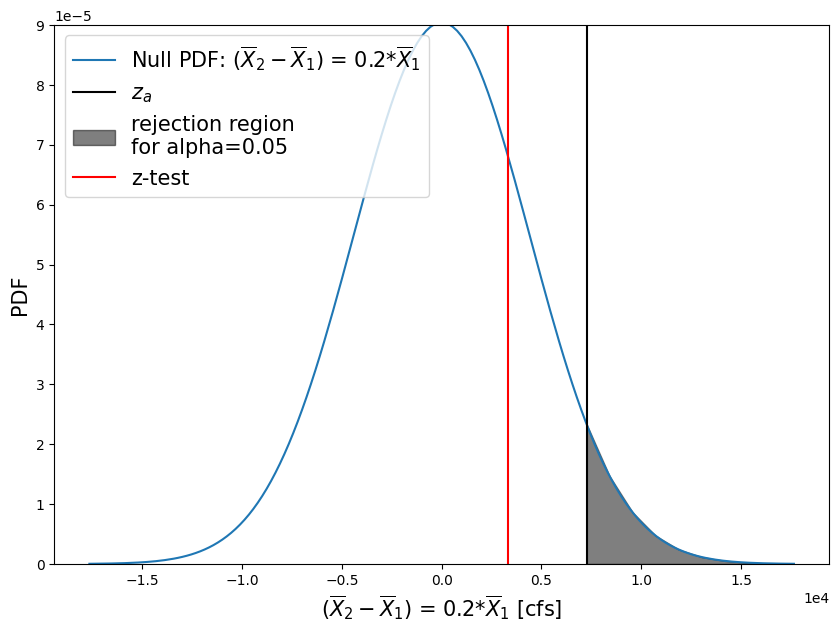 1e−5
9
8
7
6
5
4
3
2
1
0
PDF
Null PDF: (X̅₂ − X̅₁) = 0.2*X̅₁
zₐ
rejection region
for alpha=0.05
z-test
−1.5 −1.0 −0.5 0.0 0.5 1.0 1.5
1e4
(X̅₂ − X̅₁) = 0.2*X̅₁ [cfs]